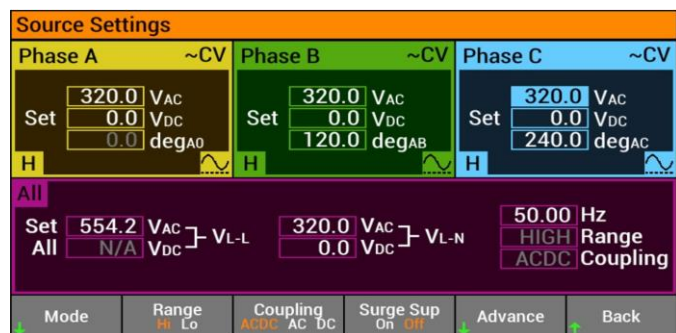 Source Settings
Phase A ~CV
320.0 VAC
Set 0.0 VDC
0.0 degA0
H
Phase B ~CV
320.0 VAC
Set 0.0 VDC
120.0 degAB
H
Phase C ~CV
320.0 VAC
Set 0.0 VDC
240.0 degAC
H
All
Set All
554.2 VAC
N/A VDC
VL-L
320.0 VAC
0.0 VDC
VL-N
50.00 Hz
HIGH Range
ACDC Coupling
Mode
Range
Hi Lo
Coupling
ACDC AC DC
Surge Sup
On Off
Advance
Back